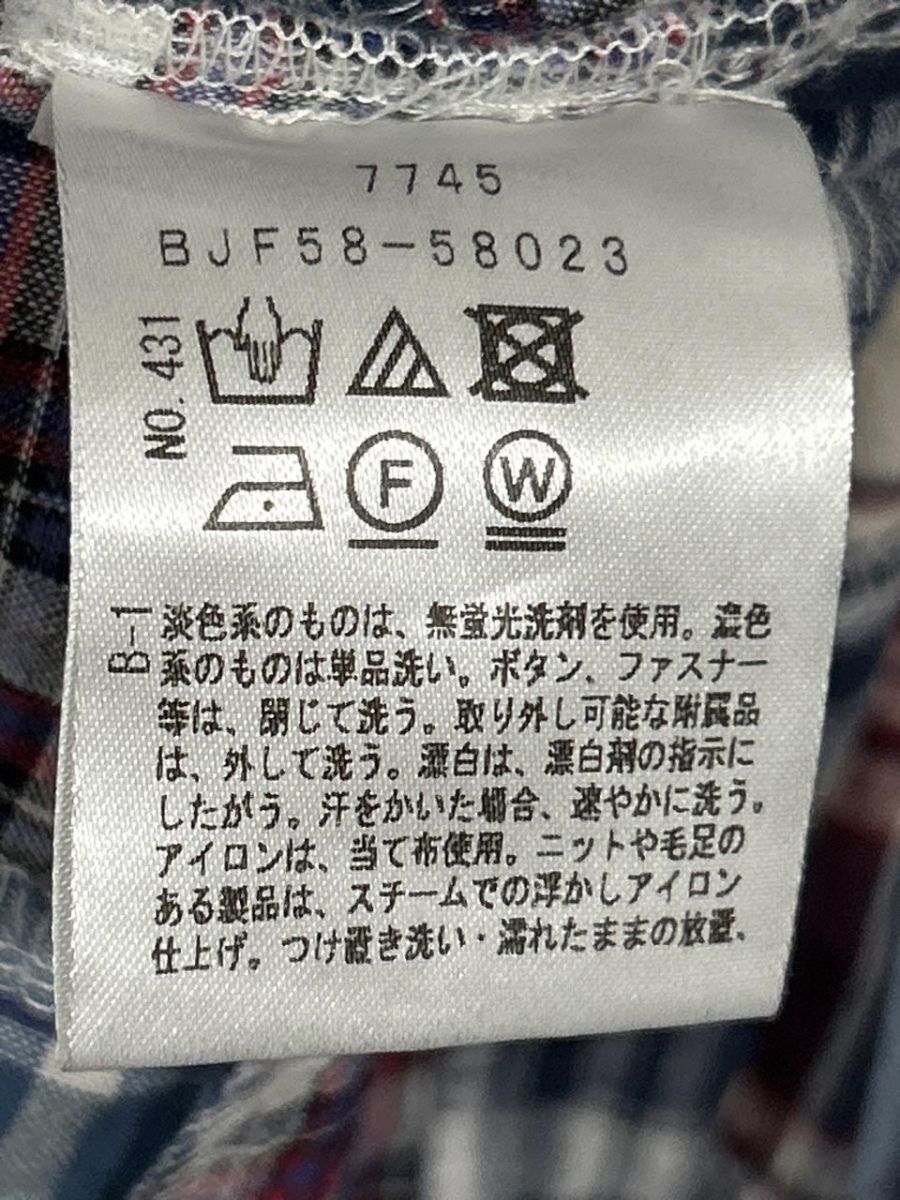 7745
BJF58-58023
NO. 431
F
W
B-1
淡色系のものは、無蛍光洗剤を使用。濃色
系のものは単品洗い。ボタン、ファスナー
等は、閉じて洗う。取り外し可能な附属品
は、外して洗う。漂白は、漂白剤の指示に
したがう。汗をかいた場合、速やかに洗う。
アイロンは、当て布使用。ニットや毛足の
ある製品は、スチームでの浮かしアイロン
仕上げ。つけ置き洗い・濡れたままの放置、